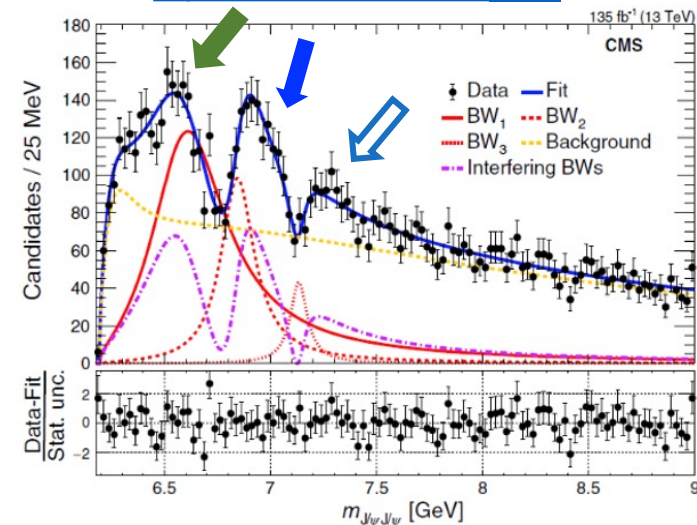 135 fb⁻¹ (13 TeV)
CMS
Candidates / 25 MeV
180
160
140
120
100
80
60
40
20
0
Data
Fit
BW₁
BW₂
BW₃
Background
Interfering BWs
Data-Fit
Stat. unc.
2
0
−2
6.5
7
7.5
8
8.5
9
m_{J/ψJ/ψ} [GeV]